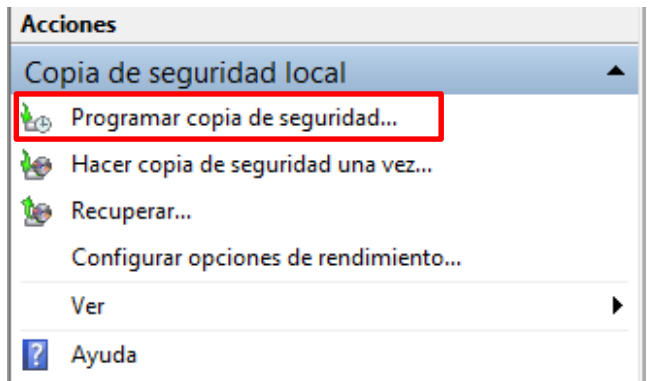 Acciones
Copia de seguridad local
Programar copia de seguridad...
Hacer copia de seguridad una vez...
Recuperar...
Configurar opciones de rendimiento...
Ver
? Ayuda